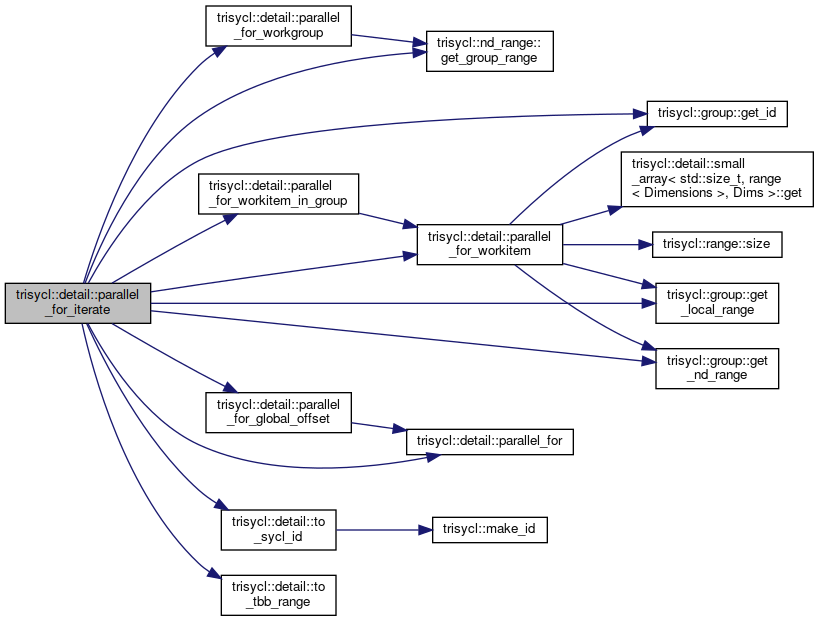 trisycl::detail::parallel
_for_workgroup
trisycl::nd_range::
get_group_range
trisycl::group::get_id
trisycl::detail::small
_array< std::size_t, range
< Dimensions >, Dims >::get
trisycl::detail::parallel
_for_workitem_in_group
trisycl::detail::parallel
_for_workitem
trisycl::range::size
trisycl::detail::parallel
_for_iterate
trisycl::group::get
_local_range
trisycl::group::get
_nd_range
trisycl::detail::parallel
_for_global_offset
trisycl::detail::parallel_for
trisycl::detail::to
_sycl_id
trisycl::make_id
trisycl::detail::to
_tbb_range